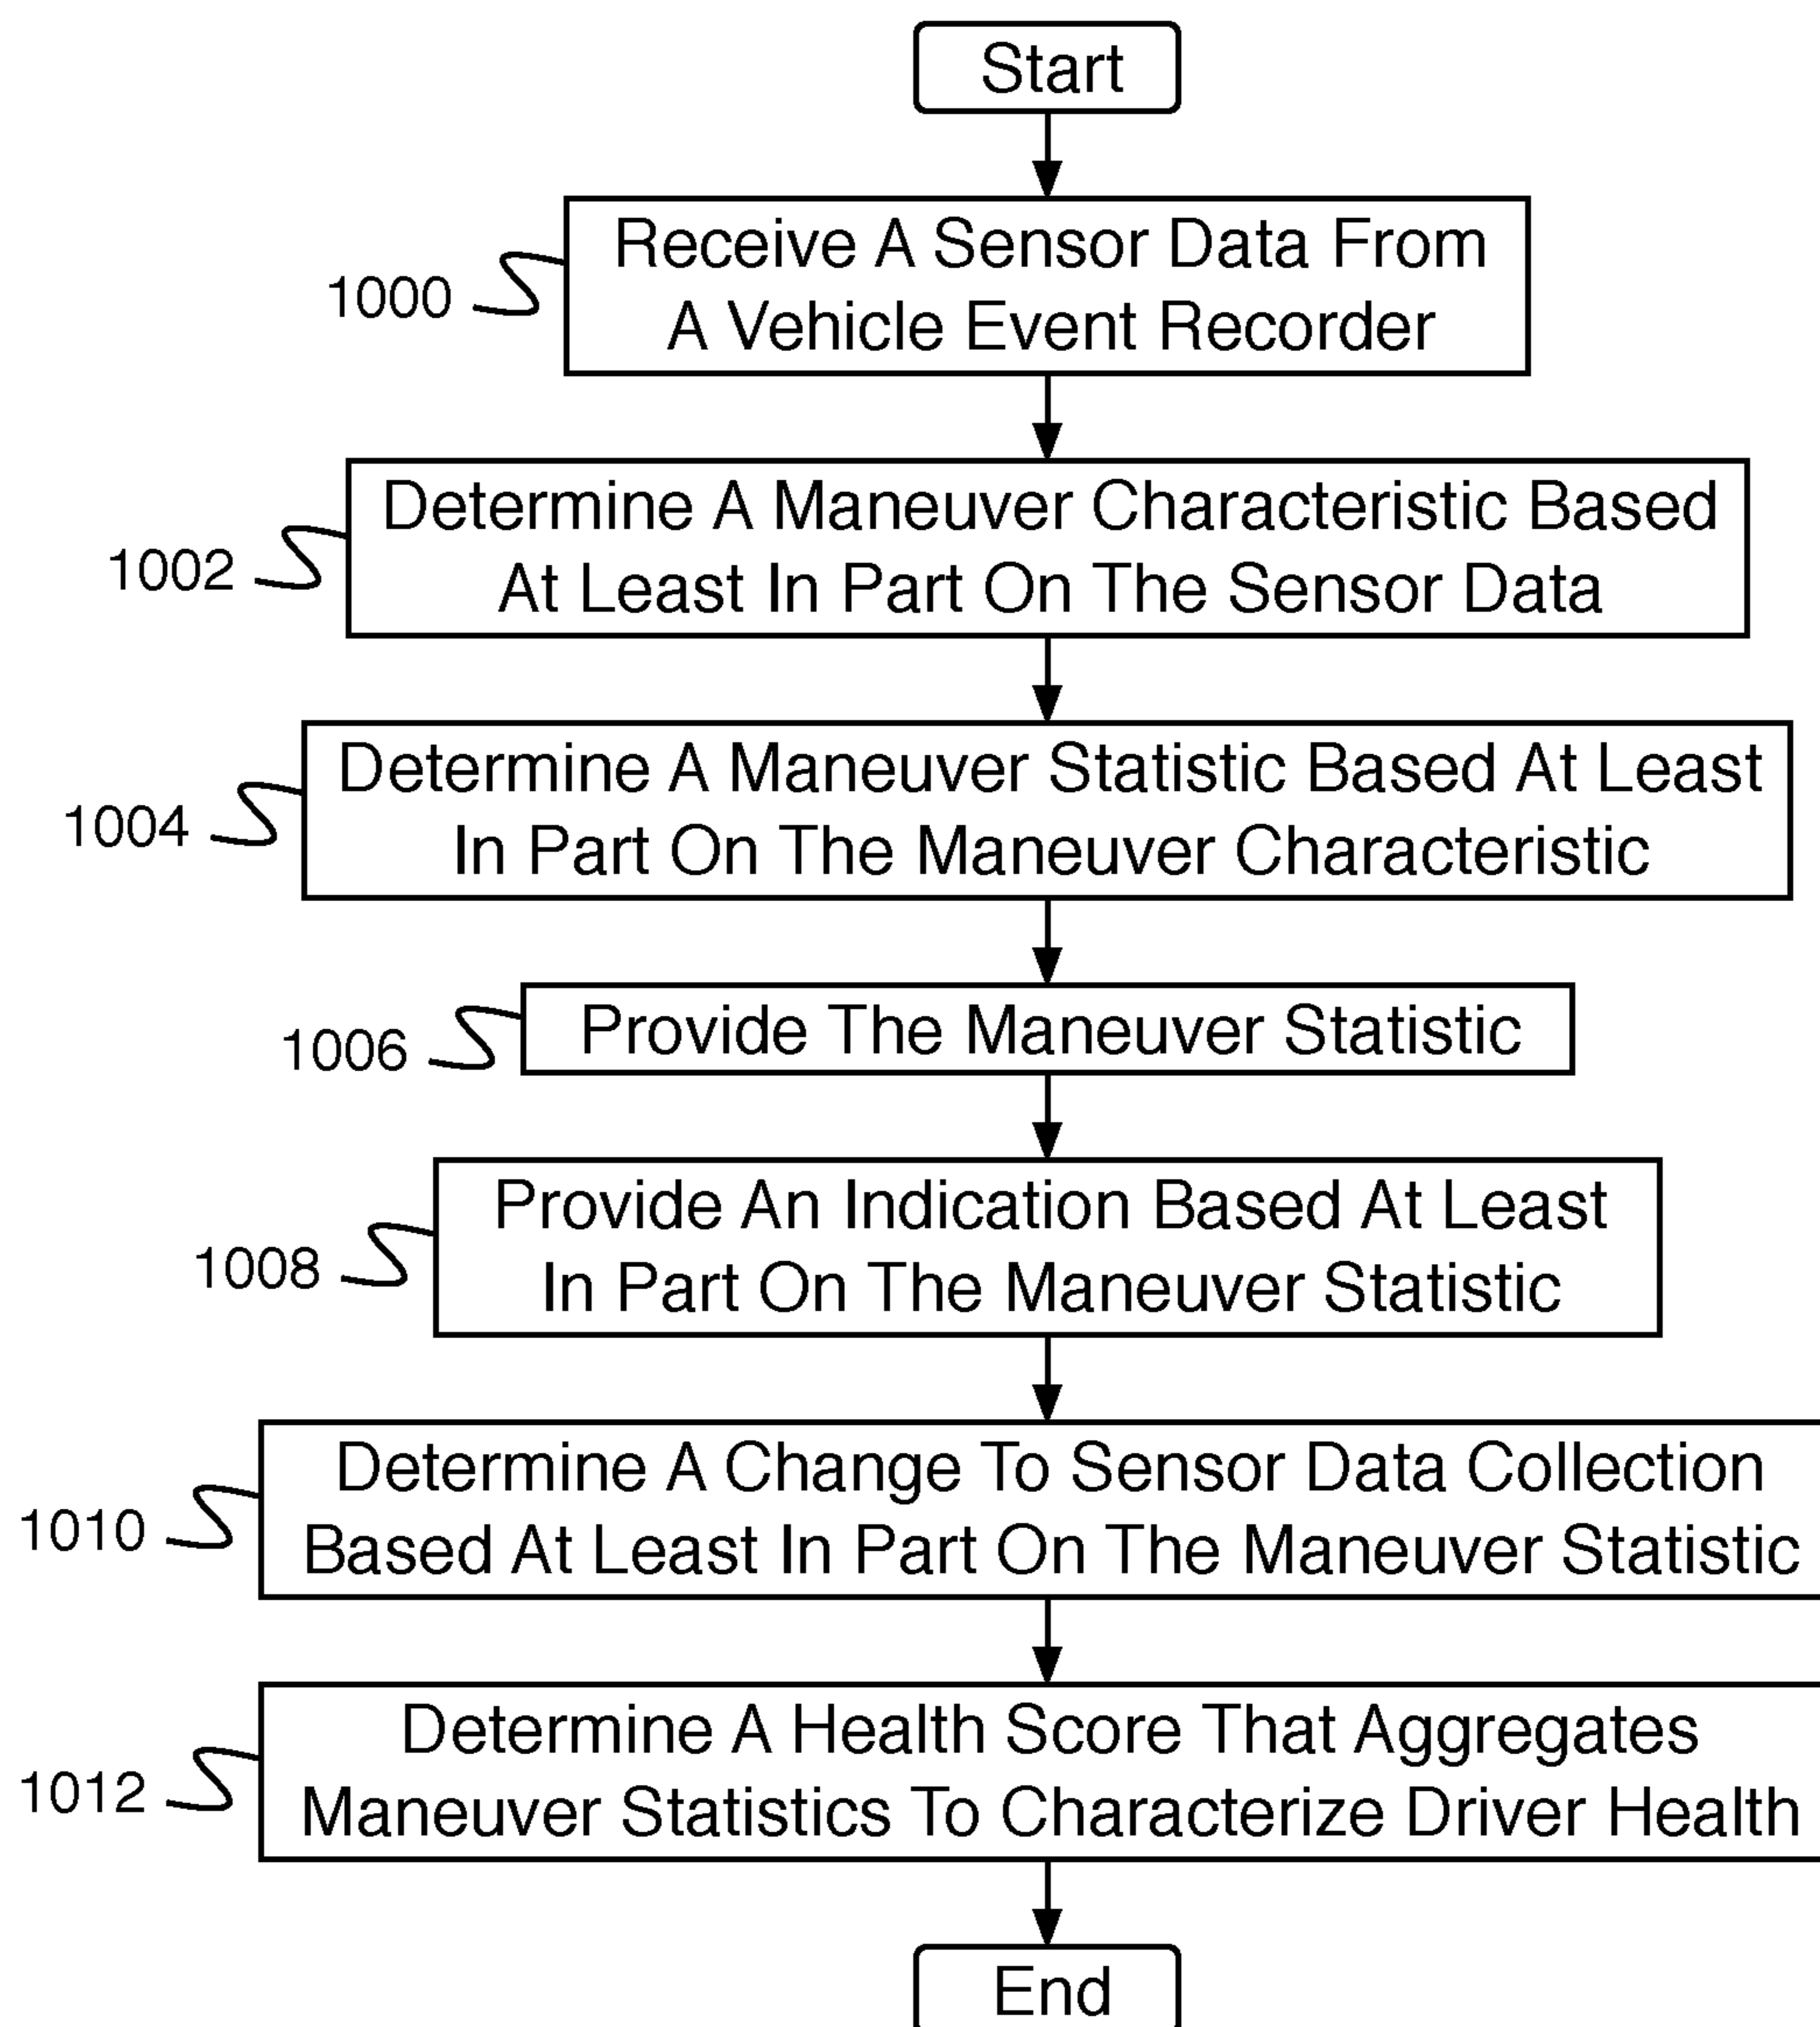 Start
1000
Receive A Sensor Data From
A Vehicle Event Recorder
1002
Determine A Maneuver Characteristic Based
At Least In Part On The Sensor Data
1004
Determine A Maneuver Statistic Based At Least
In Part On The Maneuver Characteristic
1006
Provide The Maneuver Statistic
1008
Provide An Indication Based At Least
In Part On The Maneuver Statistic
1010
Determine A Change To Sensor Data Collection
Based At Least In Part On The Maneuver Statistic
1012
Determine A Health Score That Aggregates
Maneuver Statistics To Characterize Driver Health
End